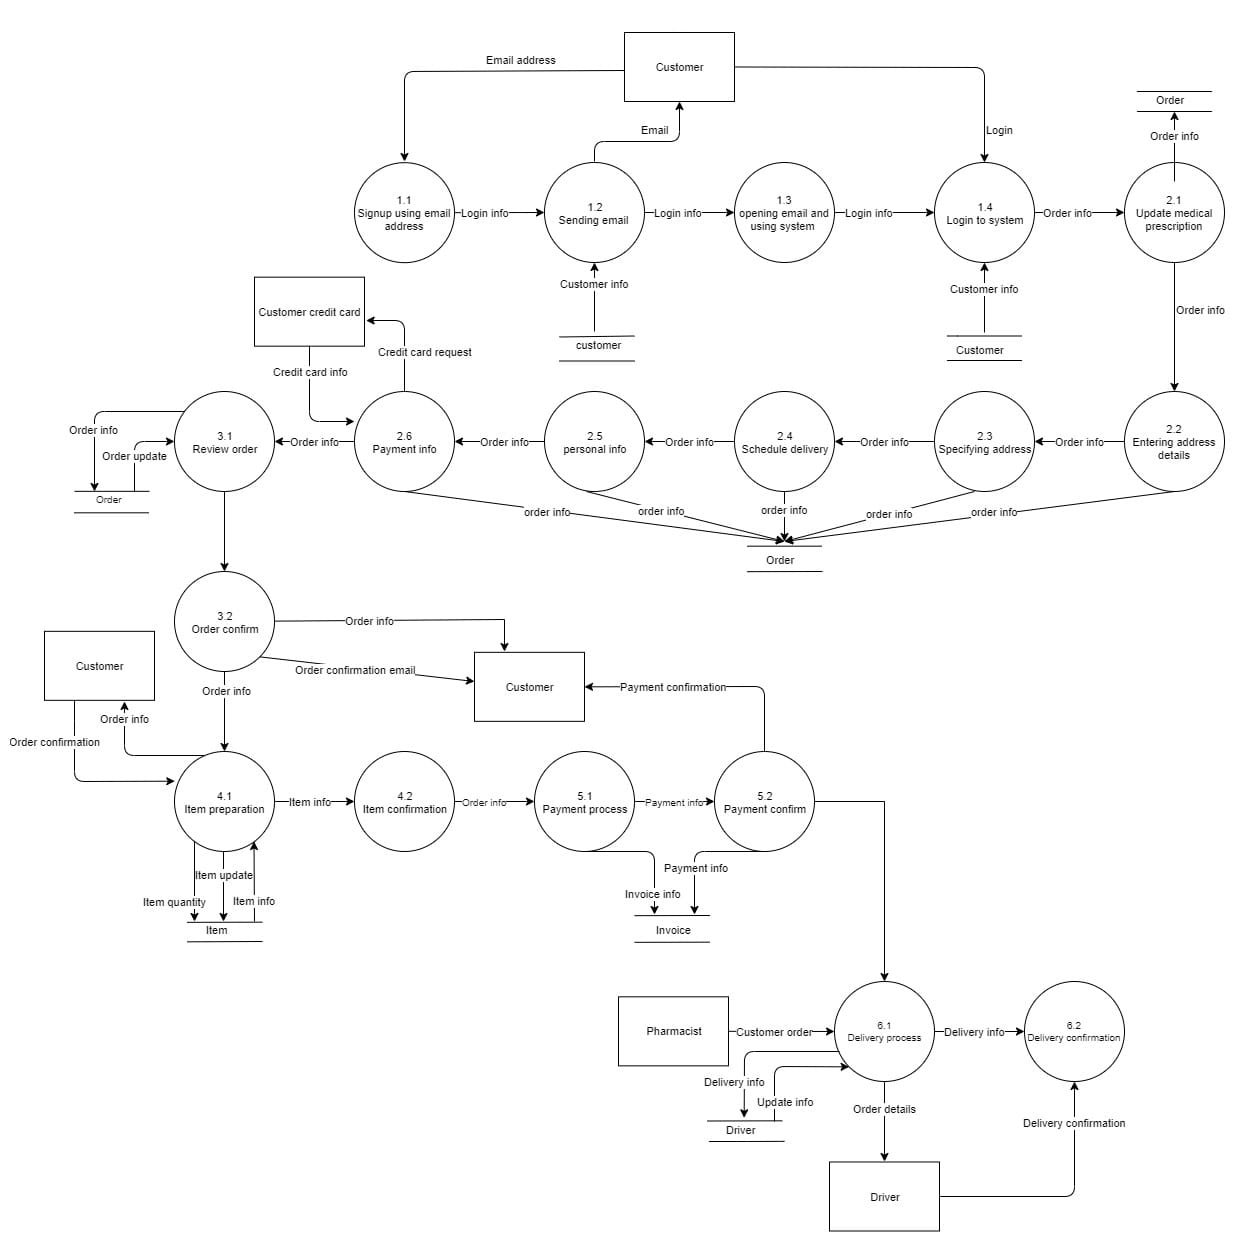 Email address
Customer
Order
Email
Login
Order info
1.1
Signup using email
address
Login info
1.2
Sending email
Login info
1.3
opening email and
using system
Login info
1.4
Login to system
Order info
2.1
Update medical
prescription
Customer info
Customer info
Order info
Customer credit card
customer
Customer
Credit card request
Credit card info
Order info
Order update
Order
3.1
Review order
Order info
2.6
Payment info
Order info
2.5
personal info
Order info
2.4
Schedule delivery
Order info
2.3
Specifying address
Order info
2.2
Entering address
details
order info
order info
order info
order info
order info
Order
3.2
Order confirm
Order info
Order confirmation email
Customer
Customer
Payment confirmation
Order info
Order info
Order confirmation
4.1
Item preparation
Item info
4.2
Item confirmation
Order info
5.1
Payment process
Payment info
5.2
Payment confirm
Item update
Item quantity
Item info
Item
Payment info
Invoice info
Invoice
Pharmacist
Customer order
6.1
Delivery process
Delivery info
6.2
Delivery confirmation
Delivery info
Update info
Driver
Order details
Delivery confirmation
Driver